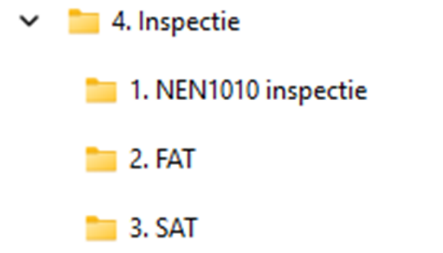 4. Inspectie
1. NEN1010 inspectie
2. FAT
3. SAT